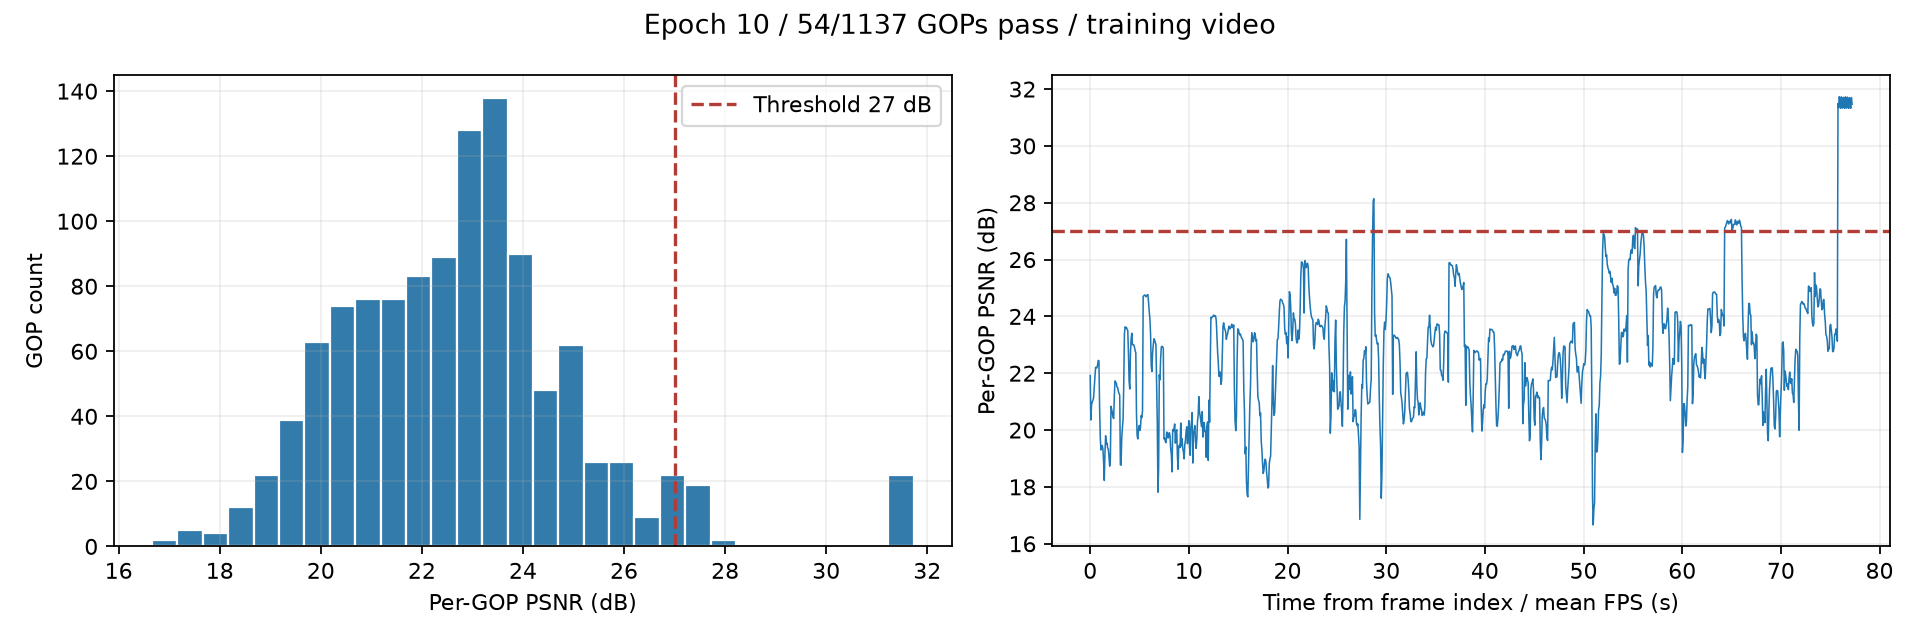 Epoch 10 / 54/1137 GOPs pass / training video
140
120
100
80
60
40
20
0
GOP count
Threshold 27 dB
16 18 20 22 24 26 28 30 32
Per-GOP PSNR (dB)
32
30
28
26
24
22
20
18
16
Per-GOP PSNR (dB)
0 10 20 30 40 50 60 70 80
Time from frame index / mean FPS (s)